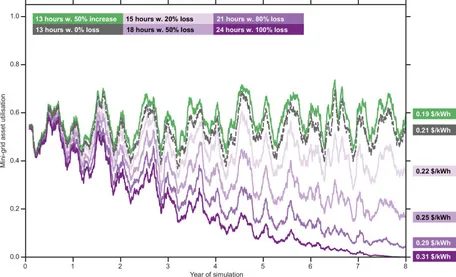 1.0
13 hours w. 50% increase 15 hours w. 20% loss 21 hours w. 80% loss
13 hours w. 0% loss 18 hours w. 50% loss 24 hours w. 100% loss
0.8
0.6
0.4
0.2
0.0
Mini-grid asset utilisation
0.19 $/kWh
0.21 $/kWh
0.22 $/kWh
0.25 $/kWh
0.29 $/kWh
0.31 $/kWh
0 1 2 3 4 5 6 7 8
Year of simulation